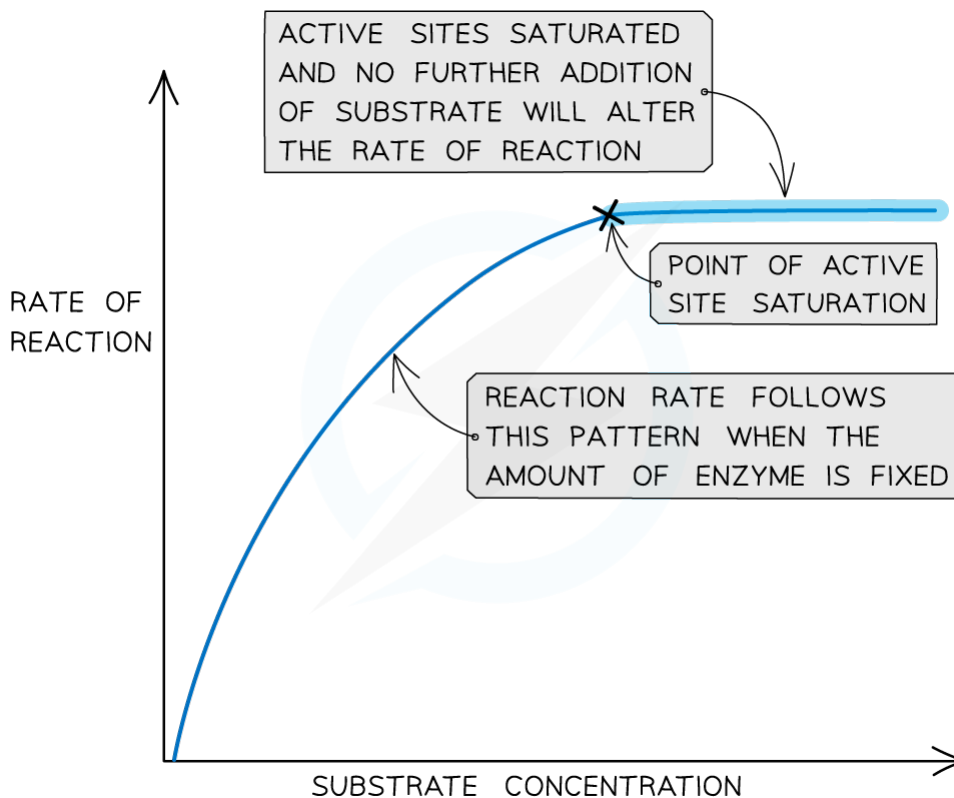 ACTIVE SITES SATURATED
AND NO FURTHER ADDITION
OF SUBSTRATE WILL ALTER
THE RATE OF REACTION
POINT OF ACTIVE
SITE SATURATION
RATE OF
REACTION
REACTION RATE FOLLOWS
THIS PATTERN WHEN THE
AMOUNT OF ENZYME IS FIXED
SUBSTRATE CONCENTRATION